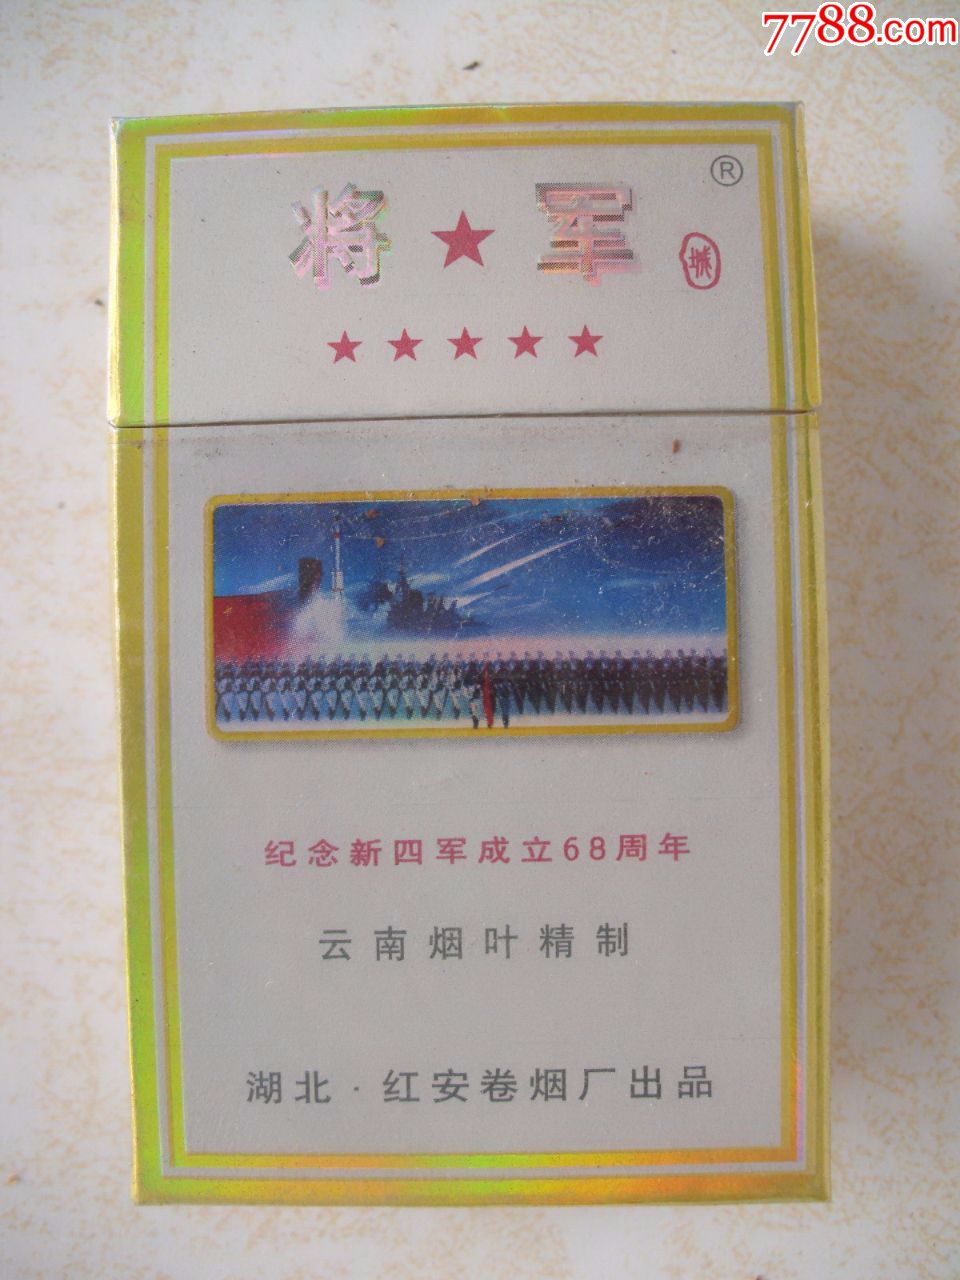 7788.com
®
将★军
★★★★★
纪念新四军成立68周年
云南烟叶精制
湖北·红安卷烟厂出品